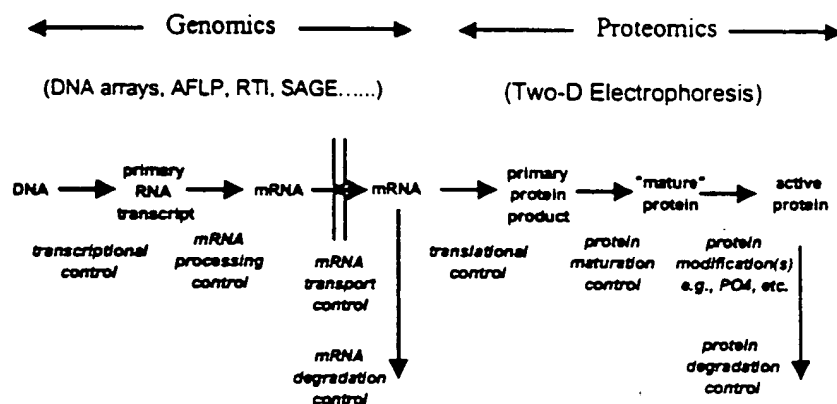 Genomics
Proteomics
(DNA arrays, AFLP, RTI, SAGE......)
(Two-D Electrophoresis)
DNA
primary
RNA
transcript
mRNA
mRNA
primary
protein
product
"mature"
protein
active
protein
transcriptional
control
mRNA
processing
control
mRNA
transport
control
mRNA
degradation
control
translational
control
protein
maturation
control
protein
modification(s)
e.g., PO4, etc.
protein
degradation
control